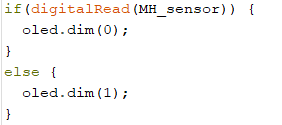 if(digitalRead(MH_sensor)) {
  oled.dim(0);
}
else {
  oled.dim(1);
}